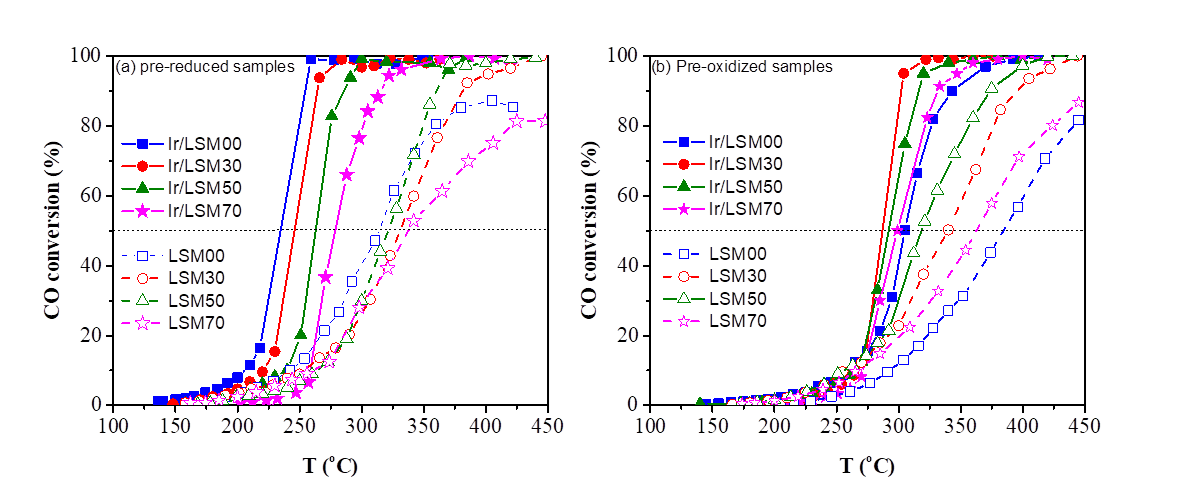 (a) pre-reduced samples
CO conversion (%)
100
80
60
40
20
0
Ir/LSM00
Ir/LSM30
Ir/LSM50
Ir/LSM70
LSM00
LSM30
LSM50
LSM70
100 150 200 250 300 350 400 450
T (°C)
(b) Pre-oxidized samples
CO conversion (%)
100
80
60
40
20
0
Ir/LSM00
Ir/LSM30
Ir/LSM50
Ir/LSM70
LSM00
LSM30
LSM50
LSM70
100 150 200 250 300 350 400 450
T (°C)